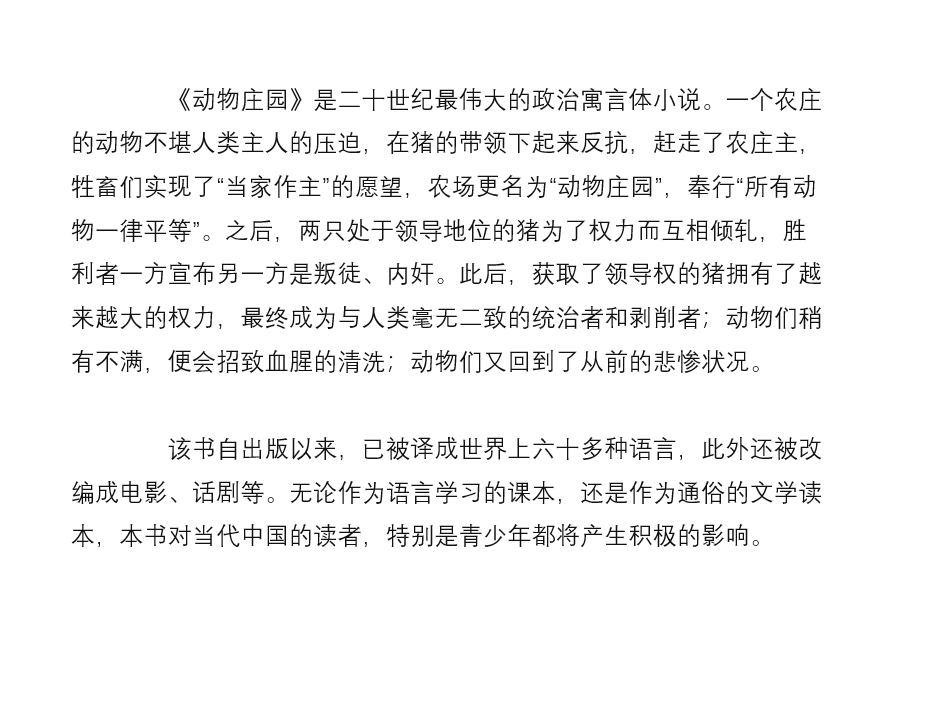 《动物庄园》是二十世纪最伟大的政治寓言体小说。一个农庄
的动物不堪人类主人的压迫，在猪的带领下起来反抗，赶走了农庄主，
牲畜们实现了“当家作主”的愿望，农场更名为“动物庄园”，奉行“所有动
物一律平等”。之后，两只处于领导地位的猪为了权力而互相倾轧，胜
利者一方宣布另一方是叛徒、内奸。此后，获取了领导权的猪拥有了越
来越大的权力，最终成为与人类毫无二致的统治者和剥削者；动物们稍
有不满，便会招致血腥的清洗；动物们又回到了从前的悲惨状况。
该书自出版以来，已被译成世界上六十多种语言，此外还被改
编成电影、话剧等。无论作为语言学习的课本，还是作为通俗的文学读
本，本书对当代中国的读者，特别是青少年都将产生积极的影响。